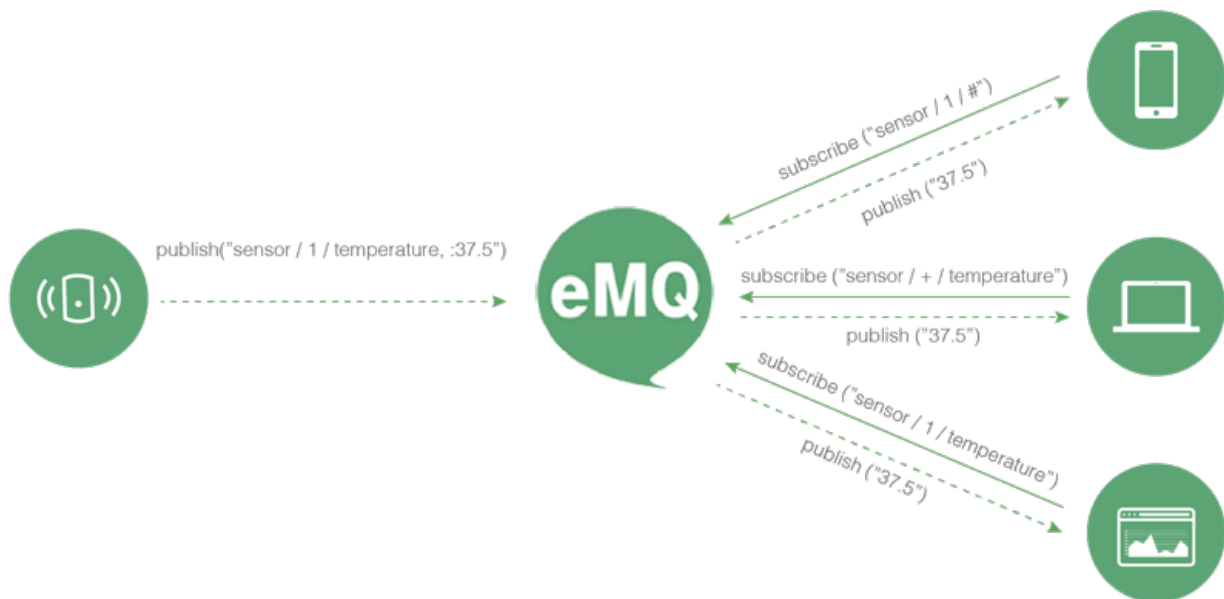 publish("sensor / 1 / temperature, :37.5")
eMQ
subscribe ("sensor / 1 / #")
publish ("37.5")
subscribe ("sensor / + / temperature")
publish ("37.5")
subscribe ("sensor / 1 / temperature")
publish ("37.5")